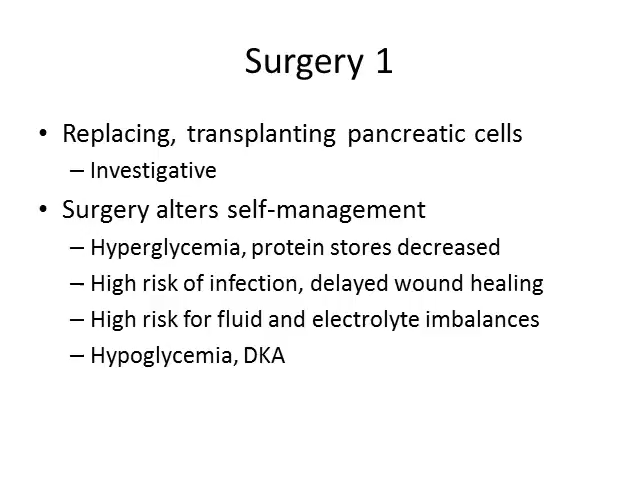 Surgery 1
• Replacing, transplanting pancreatic cells
– Investigative
• Surgery alters self-management
– Hyperglycemia, protein stores decreased
– High risk of infection, delayed wound healing
– High risk for fluid and electrolyte imbalances
– Hypoglycemia, DKA